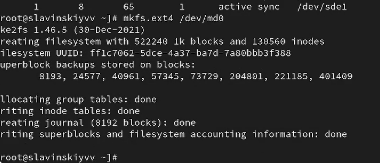 1 8 65 1 active sync /dev/sde1
root@slavinskiyvv ~]# mkfs.ext4 /dev/md0
ke2fs 1.46.5 (30-Dec-2021)
reating filesystem with 522240 1k blocks and 130560 inodes
ilesystem UUID: ff1c7062 5dce 4a37 ba7d 7a80bbb3f388
uperblock backups stored on blocks:
8193, 24577, 40961, 57345, 73729, 204801, 221185, 401409
llocating group tables: done
riting inode tables: done
reating journal (8192 blocks): done
riting superblocks and filesystem accounting information: done
root@slavinskiyvv ~]#